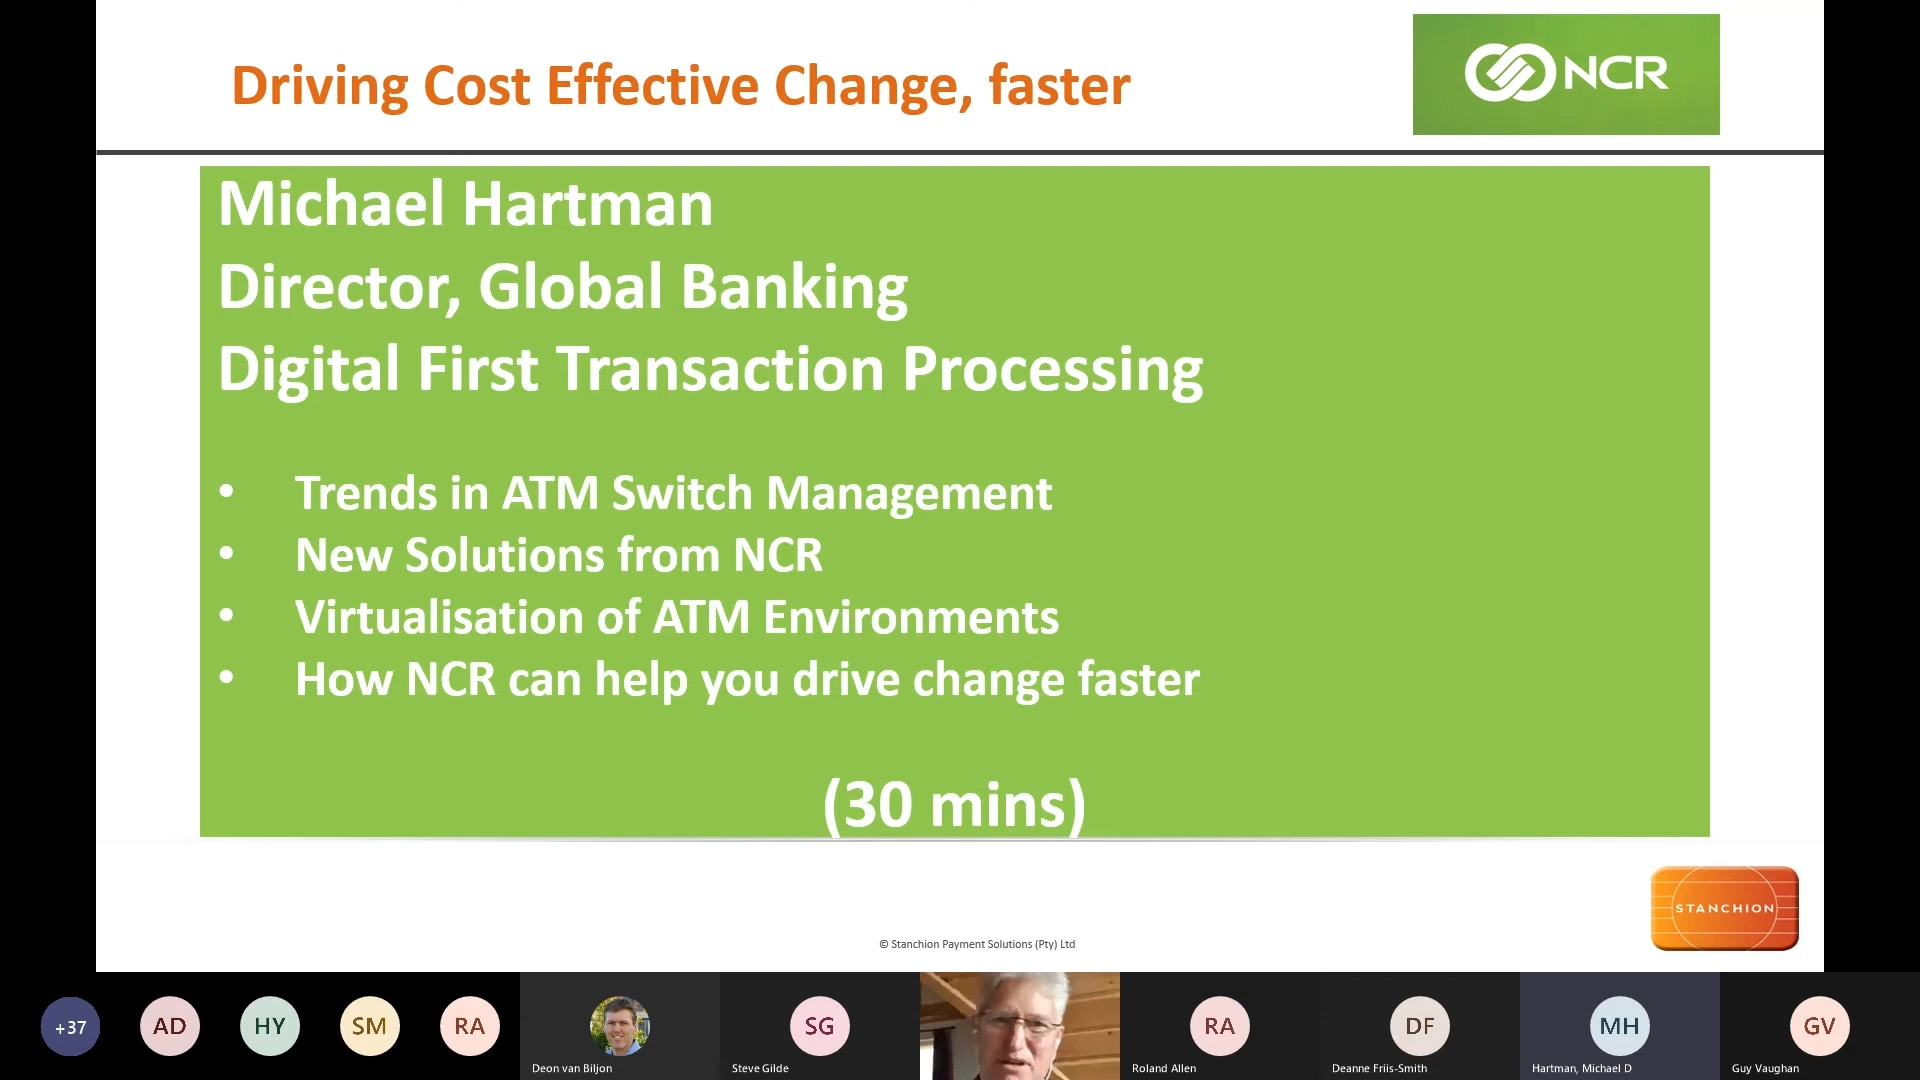 Driving Cost Effective Change, faster
NCR
Michael Hartman
Director, Global Banking
Digital First Transaction Processing
• Trends in ATM Switch Management
• New Solutions from NCR
• Virtualisation of ATM Environments
• How NCR can help you drive change faster
(30 mins)
STANCHION
© Stanchion Payment Solutions (Pty) Ltd
+37
AD
HY
SM
RA
Deon van Biljon
SG
Steve Gilde
RA
Roland Allen
DF
Deanne Friis-Smith
MH
Hartman, Michael D
GV
Guy Vaughan